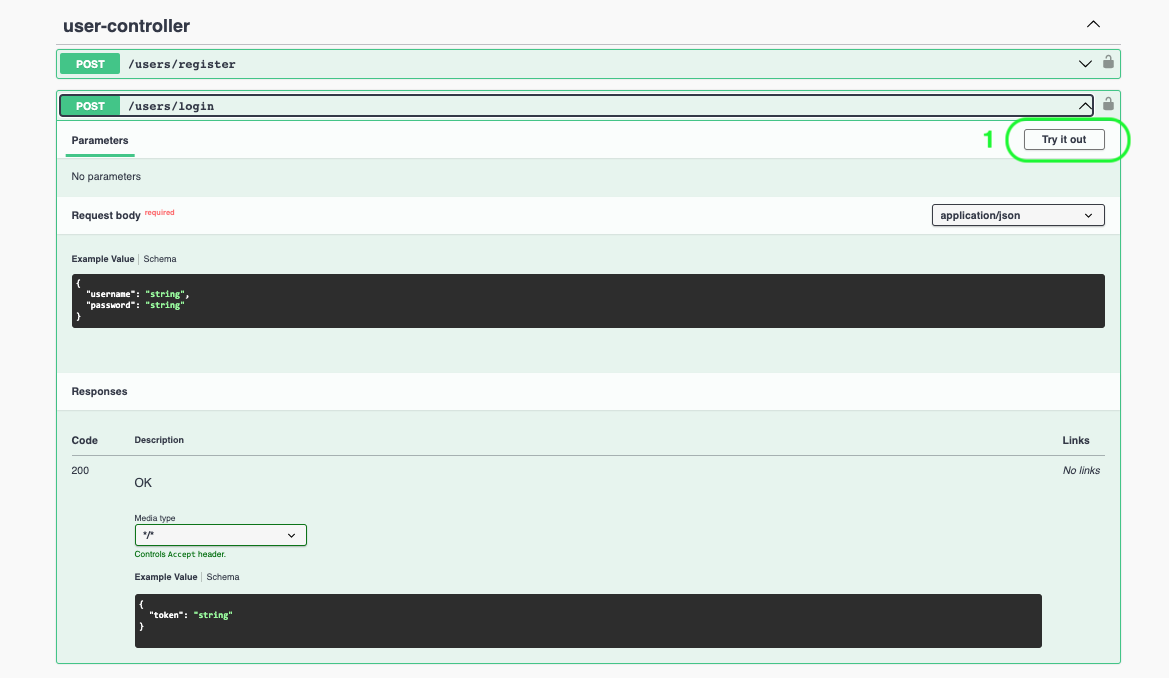 user-controller
POST /users/register
POST /users/login
Parameters
1
Try it out
No parameters
Request body required
application/json
Example Value | Schema
{
"username": "string",
"password": "string"
}
Responses
Code Description Links
200 OK No links
Media type
*/*
Controls Accept header.
Example Value | Schema
{
"token": "string"
}